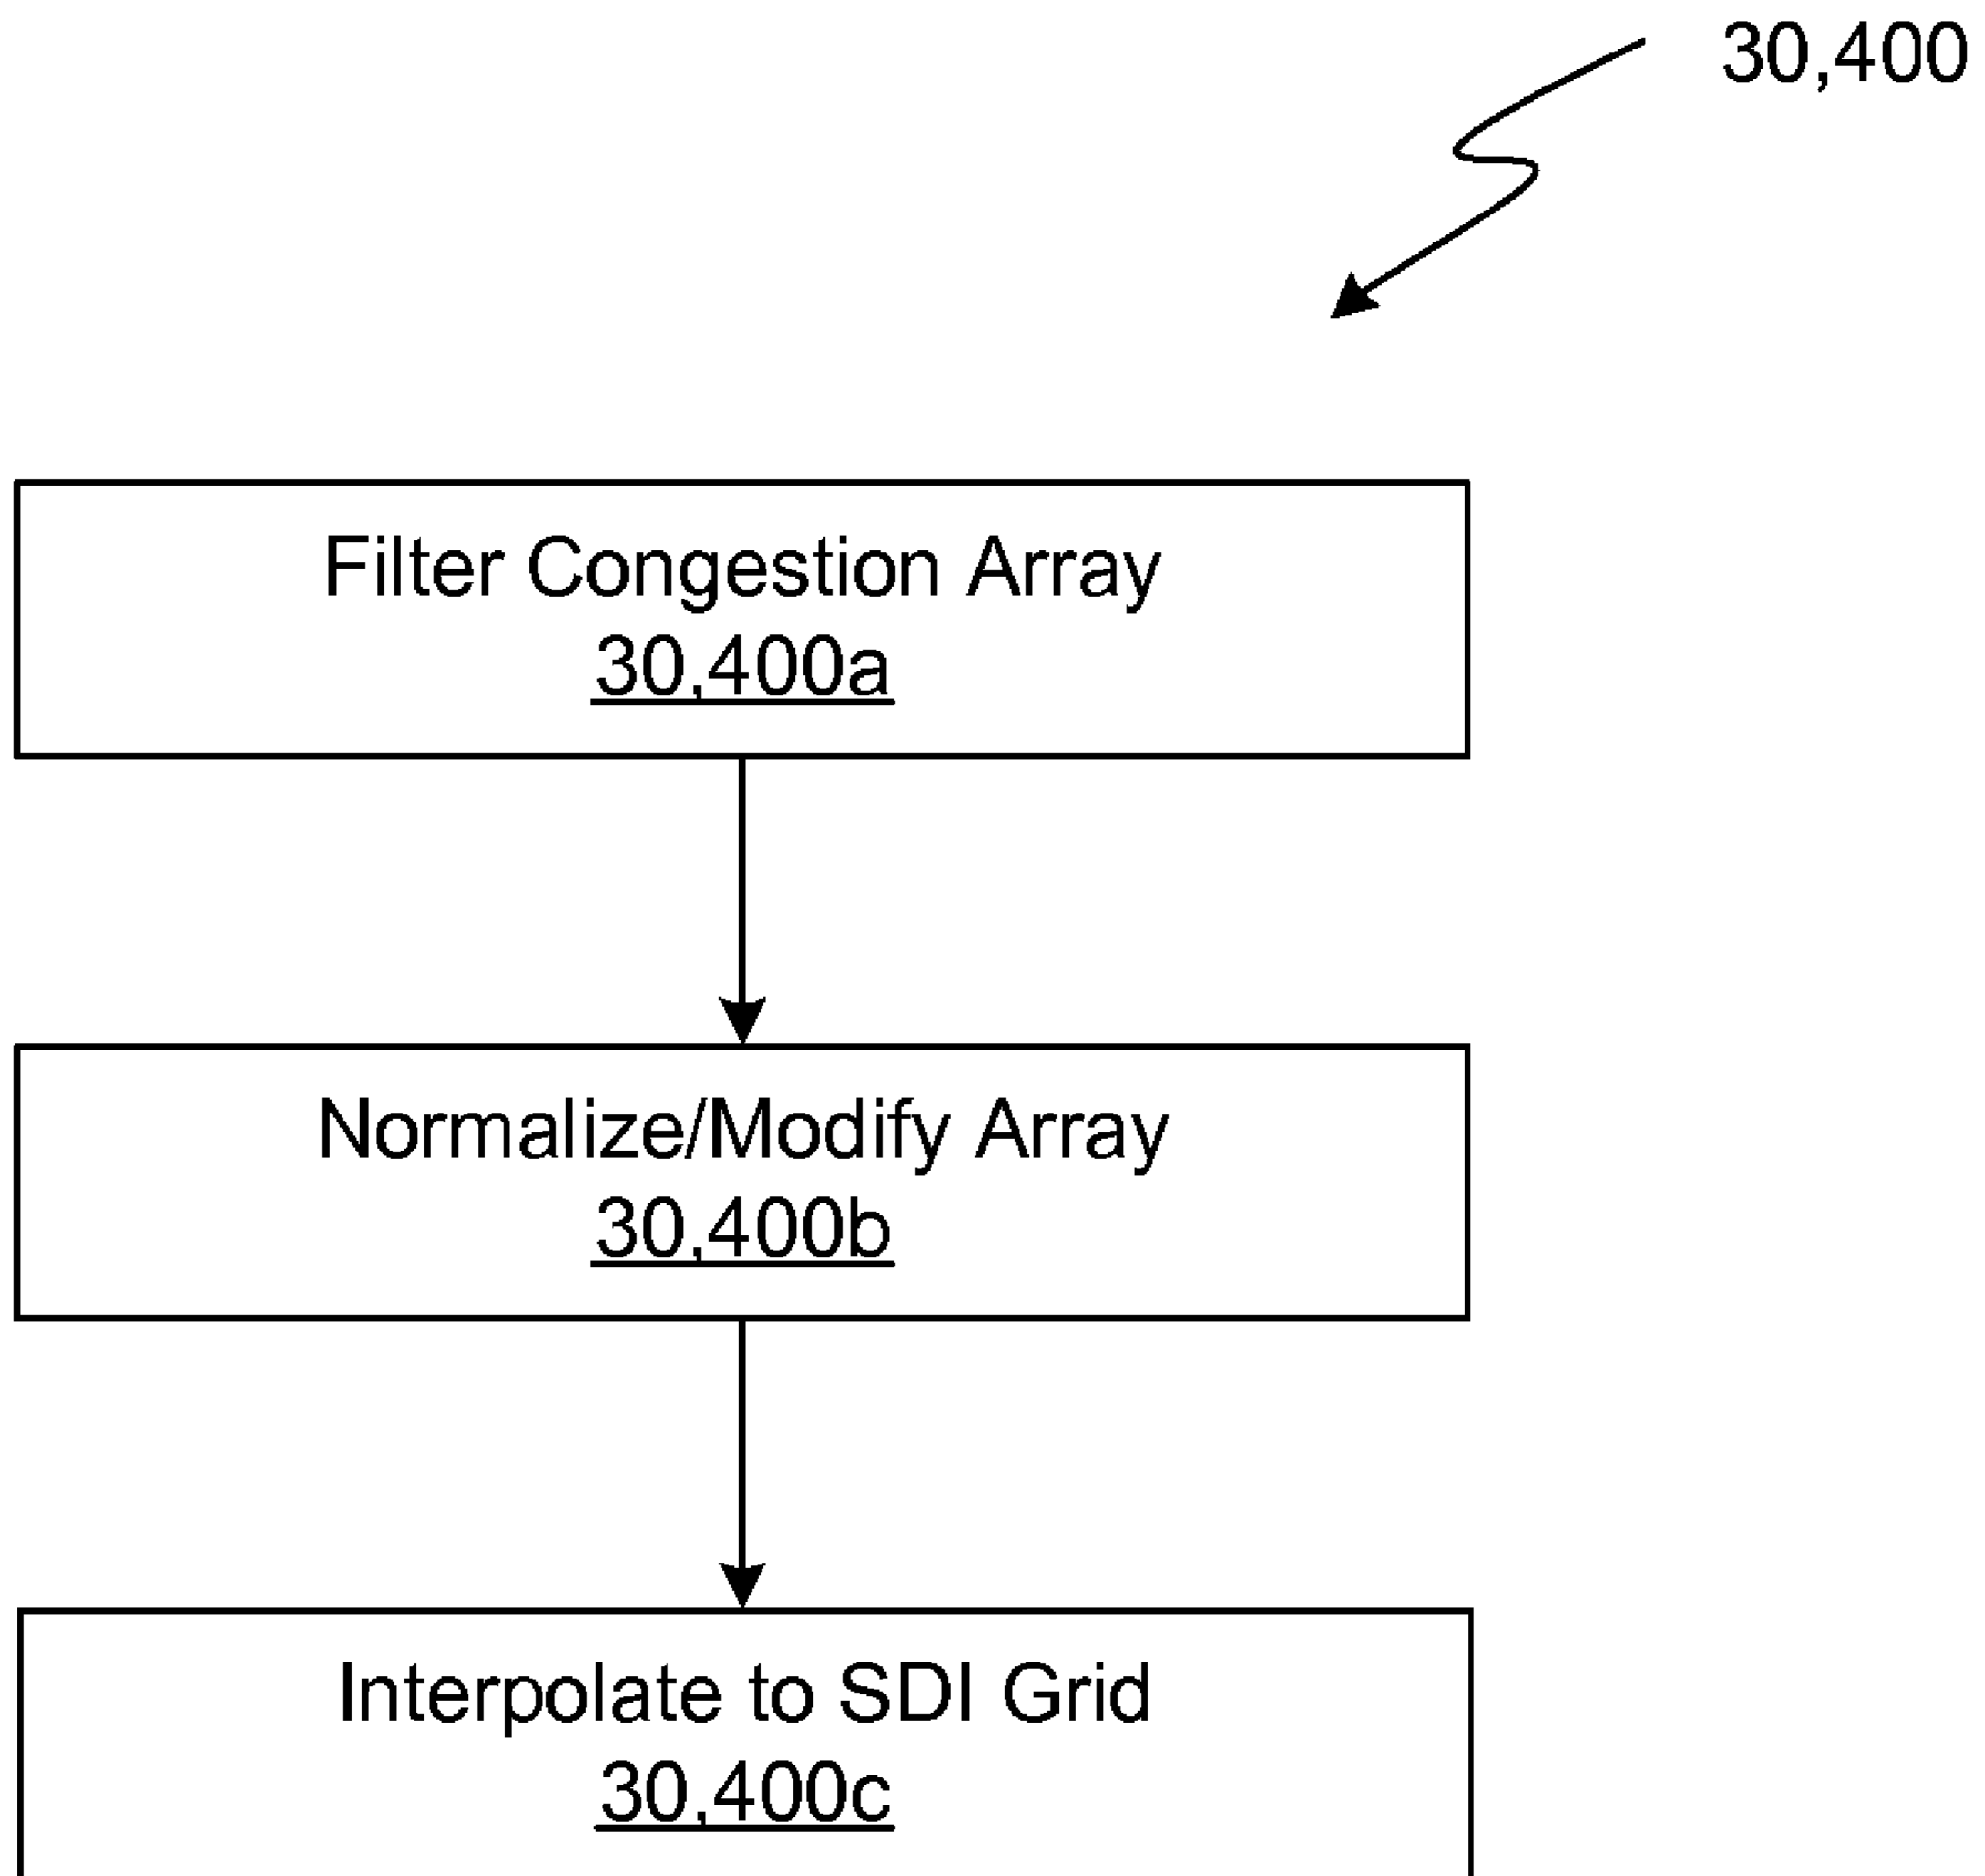 30,400
Filter Congestion Array
30,400a
Normalize/Modify Array
30,400b
Interpolate to SDI Grid
30,400c